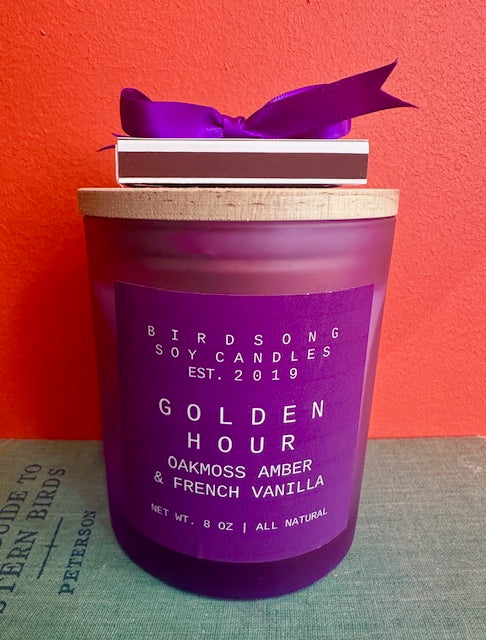 BIRDSONG
SOY CANDLES
EST. 2019
GOLDEN
HOUR
OAKMOSS AMBER
& FRENCH VANILLA
NET WT. 8 OZ | ALL NATURAL
GUIDE TO
STERN BIRDS
PETERSON